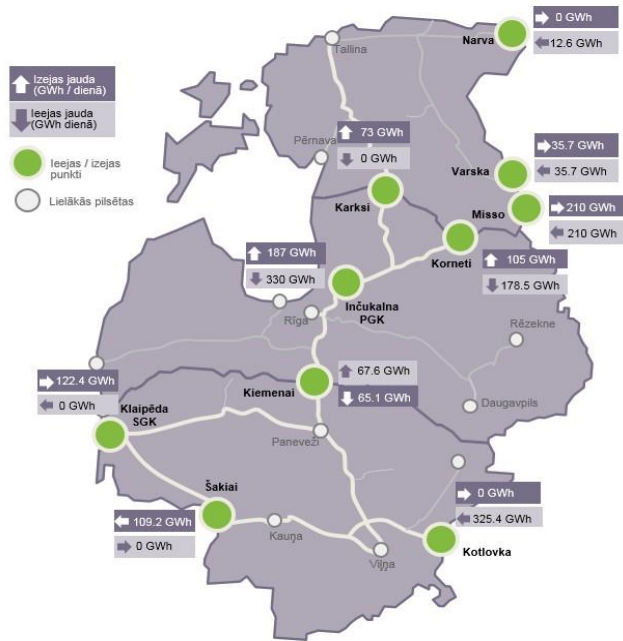 Izejas jauda
(GWh / dienā)
Ieejas jauda
(GWh dienā)
Ieejas / izejas
punkti
Lielākās pilsētas
Tallina
Narva
0 GWh
12.6 GWh
Pērnava
73 GWh
0 GWh
Karksi
Varska
35.7 GWh
35.7 GWh
Misso
210 GWh
210 GWh
Korneti
105 GWh
178.5 GWh
187 GWh
330 GWh
Inčukalna
PGK
Rīga
Rēzekne
Daugavpils
Kiemenai
67.6 GWh
65.1 GWh
122.4 GWh
0 GWh
Klaipēda
SGK
Paneveži
Šakiai
109.2 GWh
0 GWh
Kauņa
Viļņa
0 GWh
325.4 GWh
Kotlovka